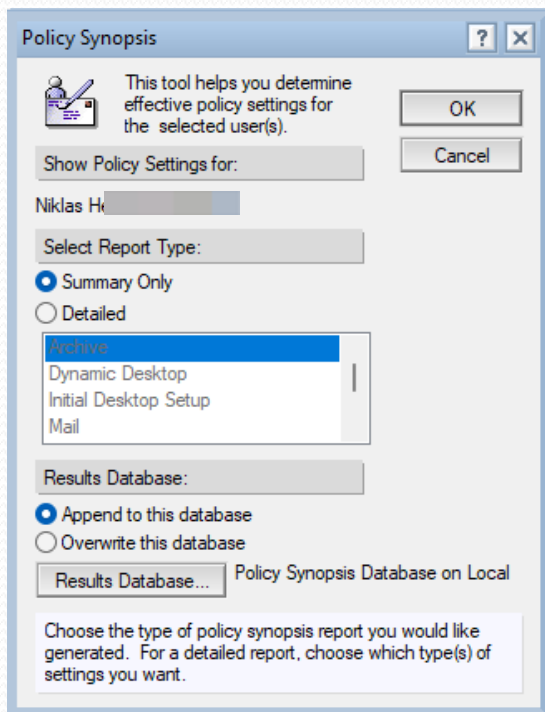 Policy Synopsis
This tool helps you determine
effective policy settings for
the selected user(s).
OK
Cancel
Show Policy Settings for:
Niklas
Select Report Type:
Summary Only
Detailed
Archive
Dynamic Desktop
Initial Desktop Setup
Mail
Results Database:
Append to this database
Overwrite this database
Results Database...
Policy Synopsis Database on Local
Choose the type of policy synopsis report you would like
generated. For a detailed report, choose which type(s) of
settings you want.